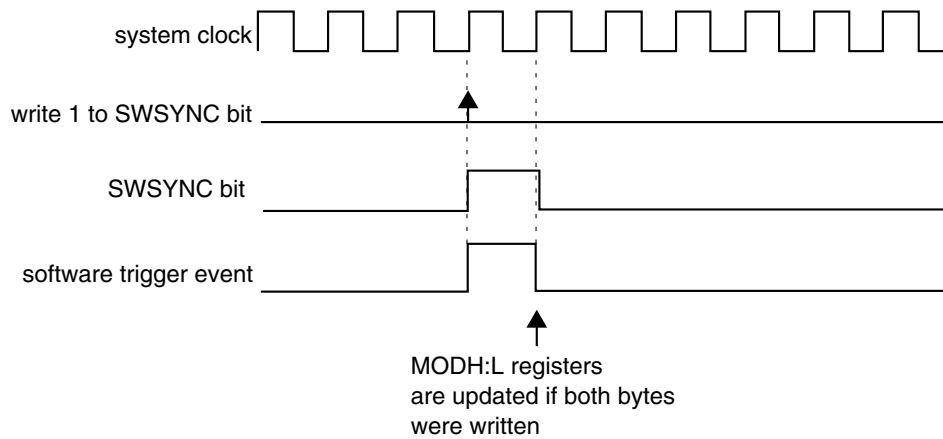 system clock
write 1 to SWSYNC bit
SWSYNC bit
software trigger event
MODH:L registers
are updated if both bytes
were written